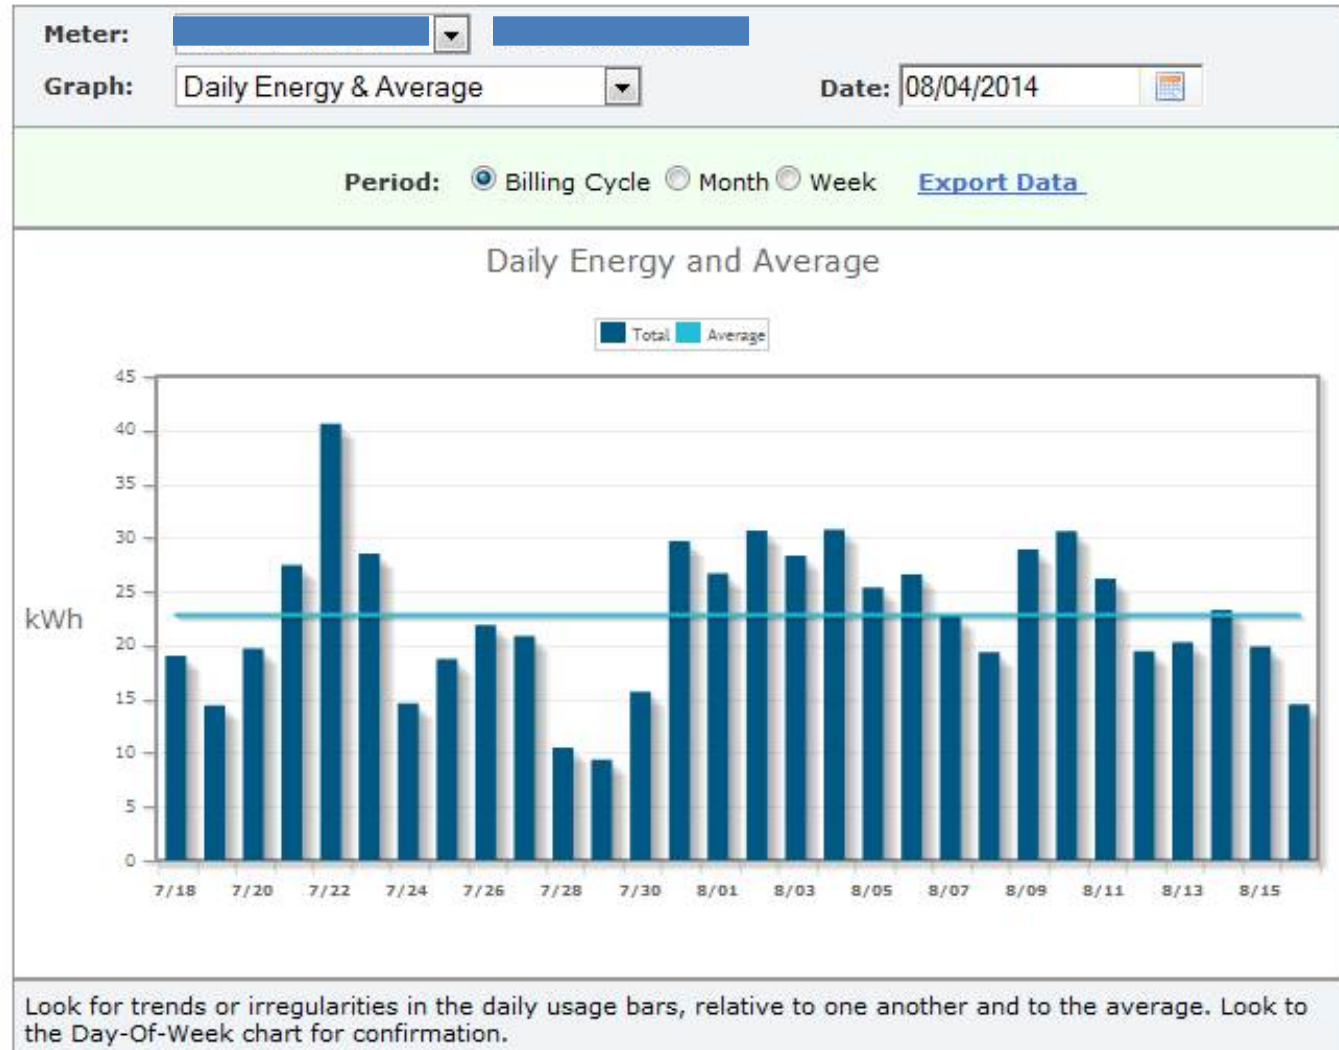 Meter:
Graph: Daily Energy & Average Date: 08/04/2014
Period: Billing Cycle Month Week Export Data
Daily Energy and Average
Total Average
45
40
35
30
25
kWh
20
15
10
5
0
7/18 7/20 7/22 7/24 7/26 7/28 7/30 8/01 8/03 8/05 8/07 8/09 8/11 8/13 8/15
Look for trends or irregularities in the daily usage bars, relative to one another and to the average. Look to
the Day-Of-Week chart for confirmation.